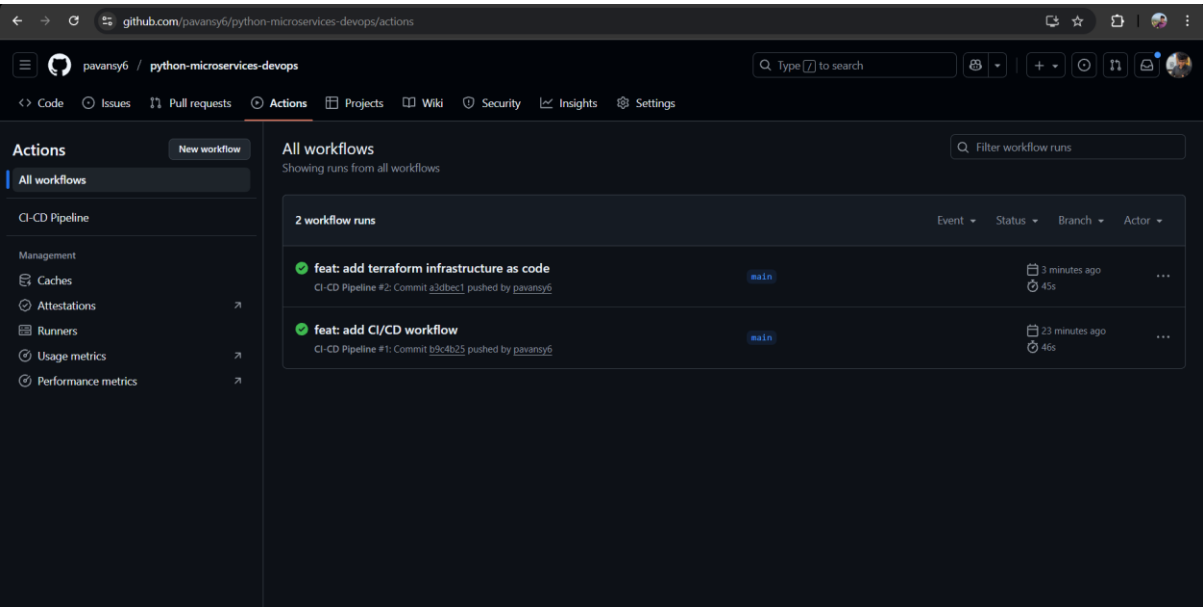 github.com/pavansy6/python-microservices-devops/actions
pavansy6 / python-microservices-devops
Type / to search
Code Issues Pull requests Actions Projects Wiki Security Insights Settings
Actions
New workflow
All workflows
CI-CD Pipeline
Management
Caches
Attestations
Runners
Usage metrics
Performance metrics
All workflows
Showing runs from all workflows
Filter workflow runs
2 workflow runs
Event Status Branch Actor
feat: add terraform infrastructure as code
CI-CD Pipeline #2: Commit a3dbec1 pushed by pavansy6
main
3 minutes ago
45s
feat: add CI/CD workflow
CI-CD Pipeline #1: Commit b9c4b25 pushed by pavansy6
main
23 minutes ago
46s